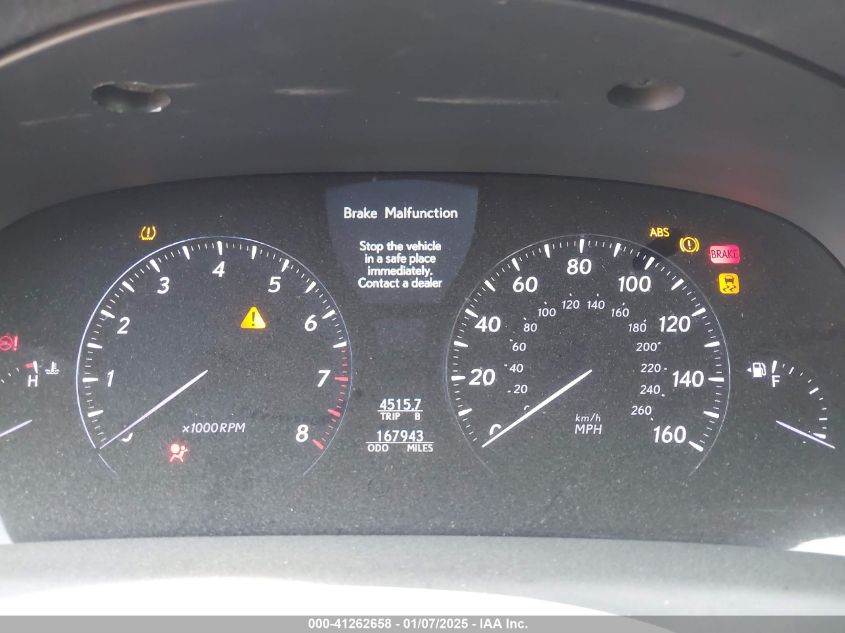 Brake Malfunction
Stop the vehicle
in a safe place
immediately.
Contact a dealer
ABS
BRAKE
H
1
2
3
4
5
6
7
8
x1000RPM
4515.7
TRIP B
167943
ODO MILES
0
20
40
60
80
100
120
140
160
20
40
60
80
100
120
140
160
180
200
220
240
260
km/h
MPH
F
000-41262658 - 01/07/2025 - IAA Inc.